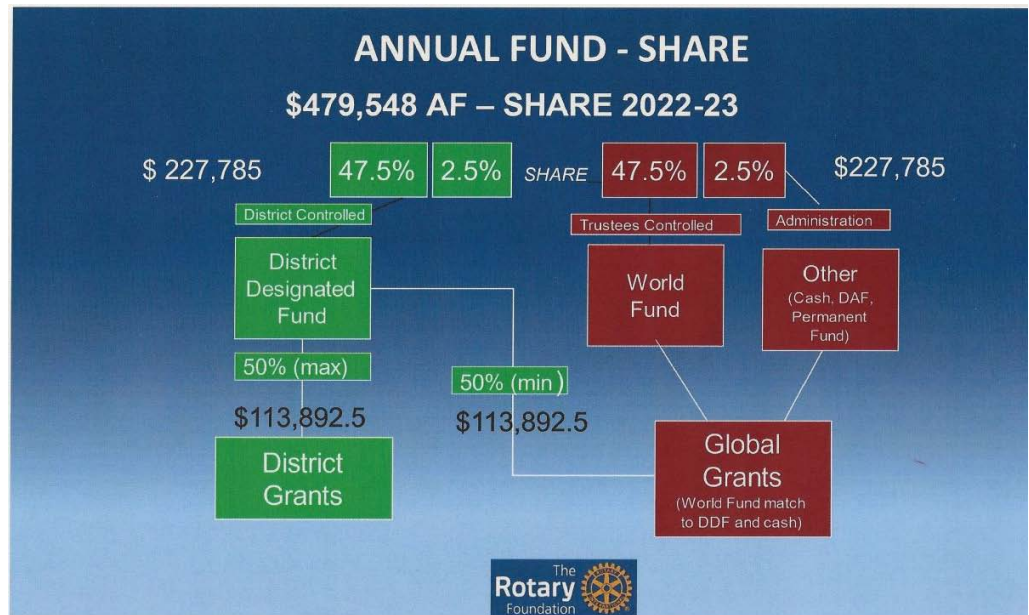 ANNUAL FUND - SHARE
$479,548 AF – SHARE 2022-23
$ 227,785
47.5%
2.5%
SHARE
47.5%
2.5%
$227,785
District Controlled
Trustees Controlled
Administration
District
Designated
Fund
World
Fund
Other
(Cash, DAF,
Permanent
Fund)
50% (max)
50% (min)
$113,892.5
$113,892.5
District
Grants
Global
Grants
(World Fund match
to DDF and cash)
The
Rotary
Foundation